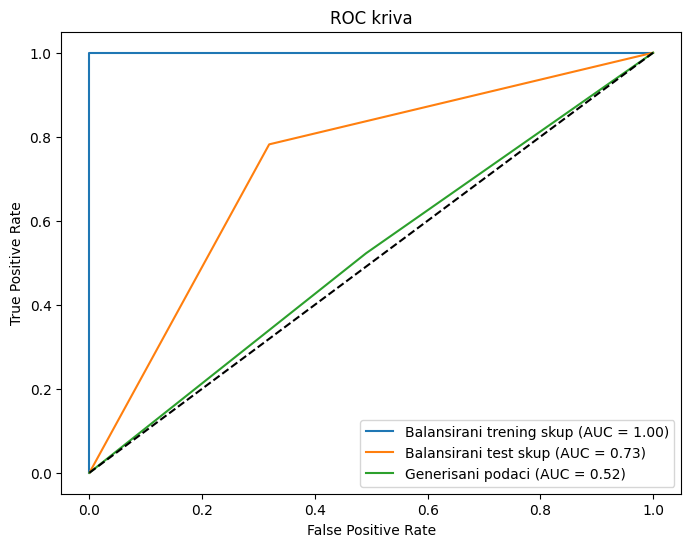 ROC kriva
1.0
0.8
0.6
0.4
0.2
0.0
True Positive Rate
Balansirani trening skup (AUC = 1.00)
Balansirani test skup (AUC = 0.73)
Generisani podaci (AUC = 0.52)
0.0 0.2 0.4 0.6 0.8 1.0
False Positive Rate